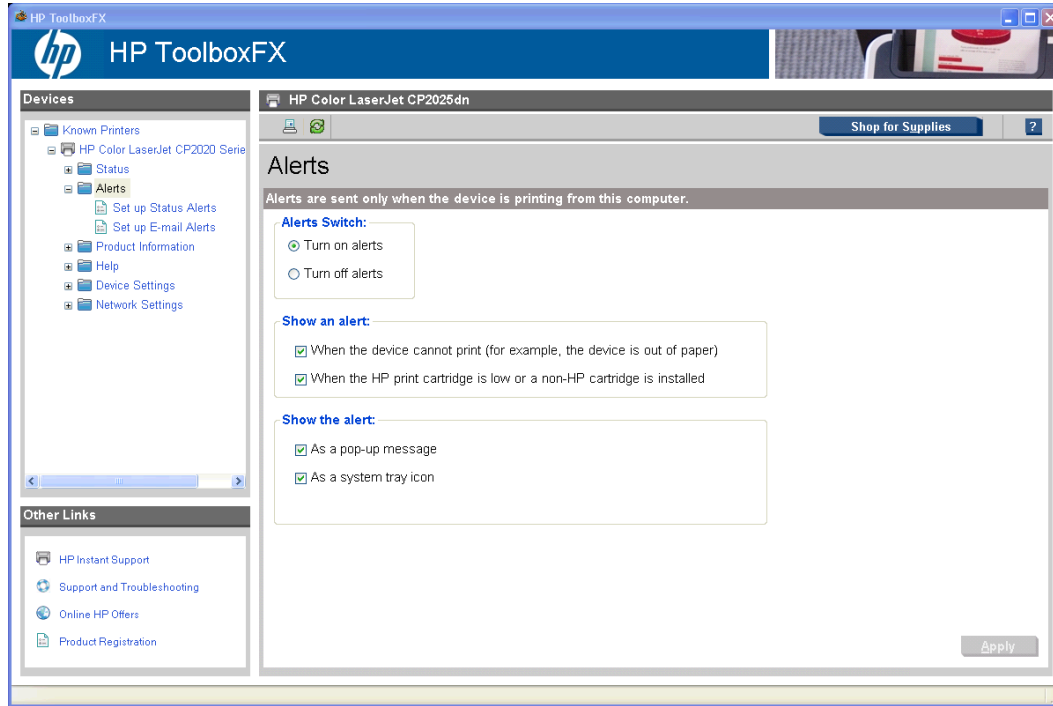 HP ToolboxFX
hp HP ToolboxFX
Devices
Known Printers
HP Color LaserJet CP2020 Serie
Status
Alerts
Set up Status Alerts
Set up E-mail Alerts
Product Information
Help
Device Settings
Network Settings
Other Links
HP Instant Support
Support and Troubleshooting
Online HP Offers
Product Registration
HP Color LaserJet CP2025dn
Shop for Supplies ?
Alerts
Alerts are sent only when the device is printing from this computer.
Alerts Switch:
Turn on alerts
Turn off alerts
Show an alert:
When the device cannot print (for example, the device is out of paper)
When the HP print cartridge is low or a non-HP cartridge is installed
Show the alert:
As a pop-up message
As a system tray icon
Apply